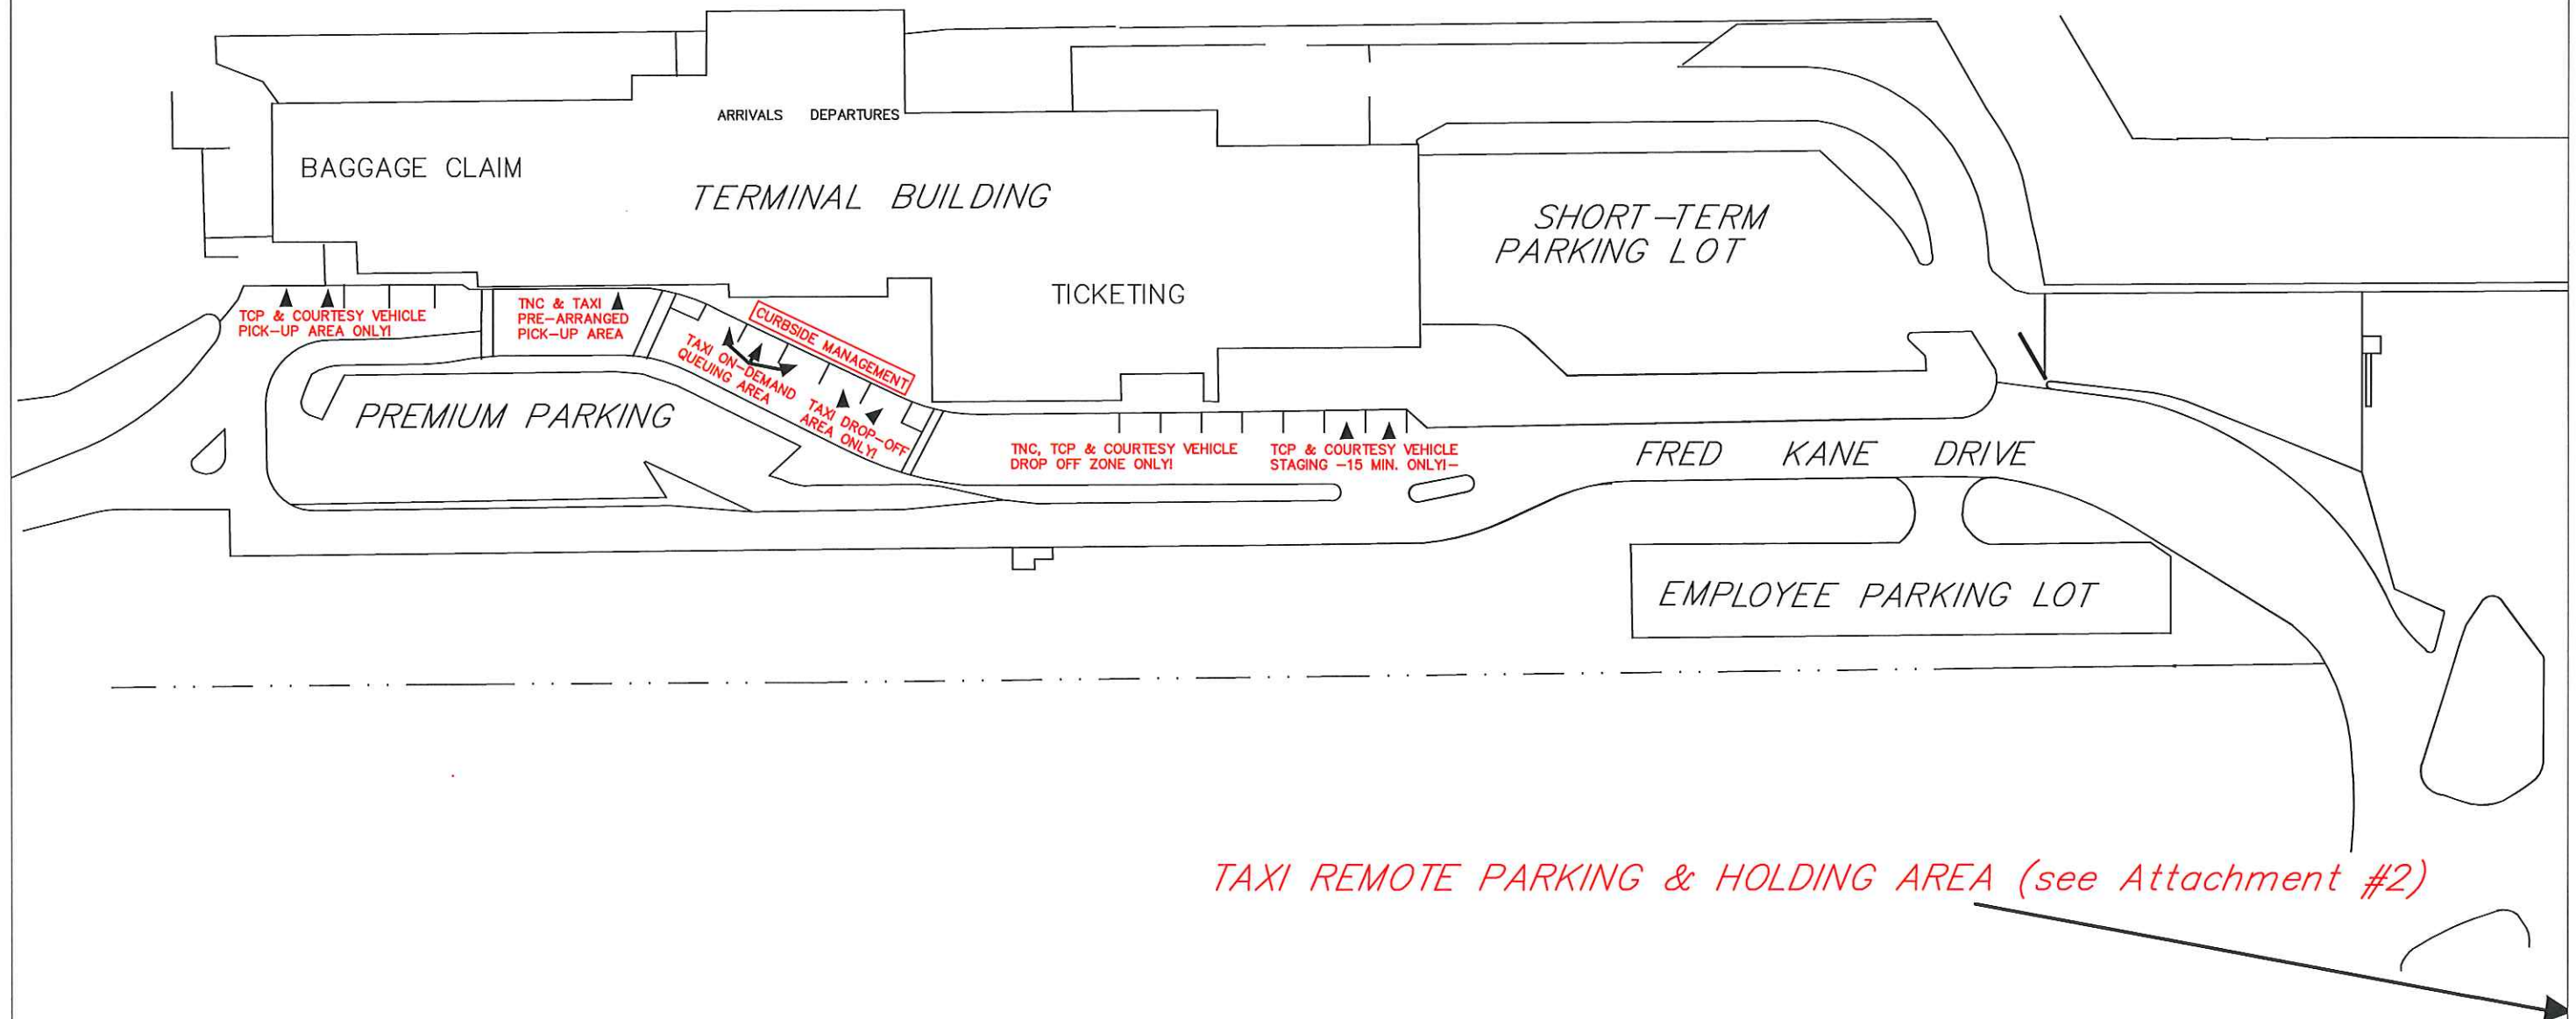 ARRIVALS DEPARTURES
BAGGAGE CLAIM
TERMINAL BUILDING
SHORT-TERM
PARKING LOT
TICKETING
TCP & COURTESY VEHICLE
PICK-UP AREA ONLY!
TNC & TAXI
PRE-ARRANGED
PICK-UP AREA
CURBSIDE MANAGEMENT
TAXI ON-DEMAND
QUEUING AREA
TAXI DROP-OFF
AREA ONLY!
PREMIUM PARKING
TNC, TCP & COURTESY VEHICLE
DROP OFF ZONE ONLY!
TCP & COURTESY VEHICLE
STAGING -15 MIN. ONLY!-
FRED KANE DRIVE
EMPLOYEE PARKING LOT
TAXI REMOTE PARKING & HOLDING AREA (see Attachment #2)